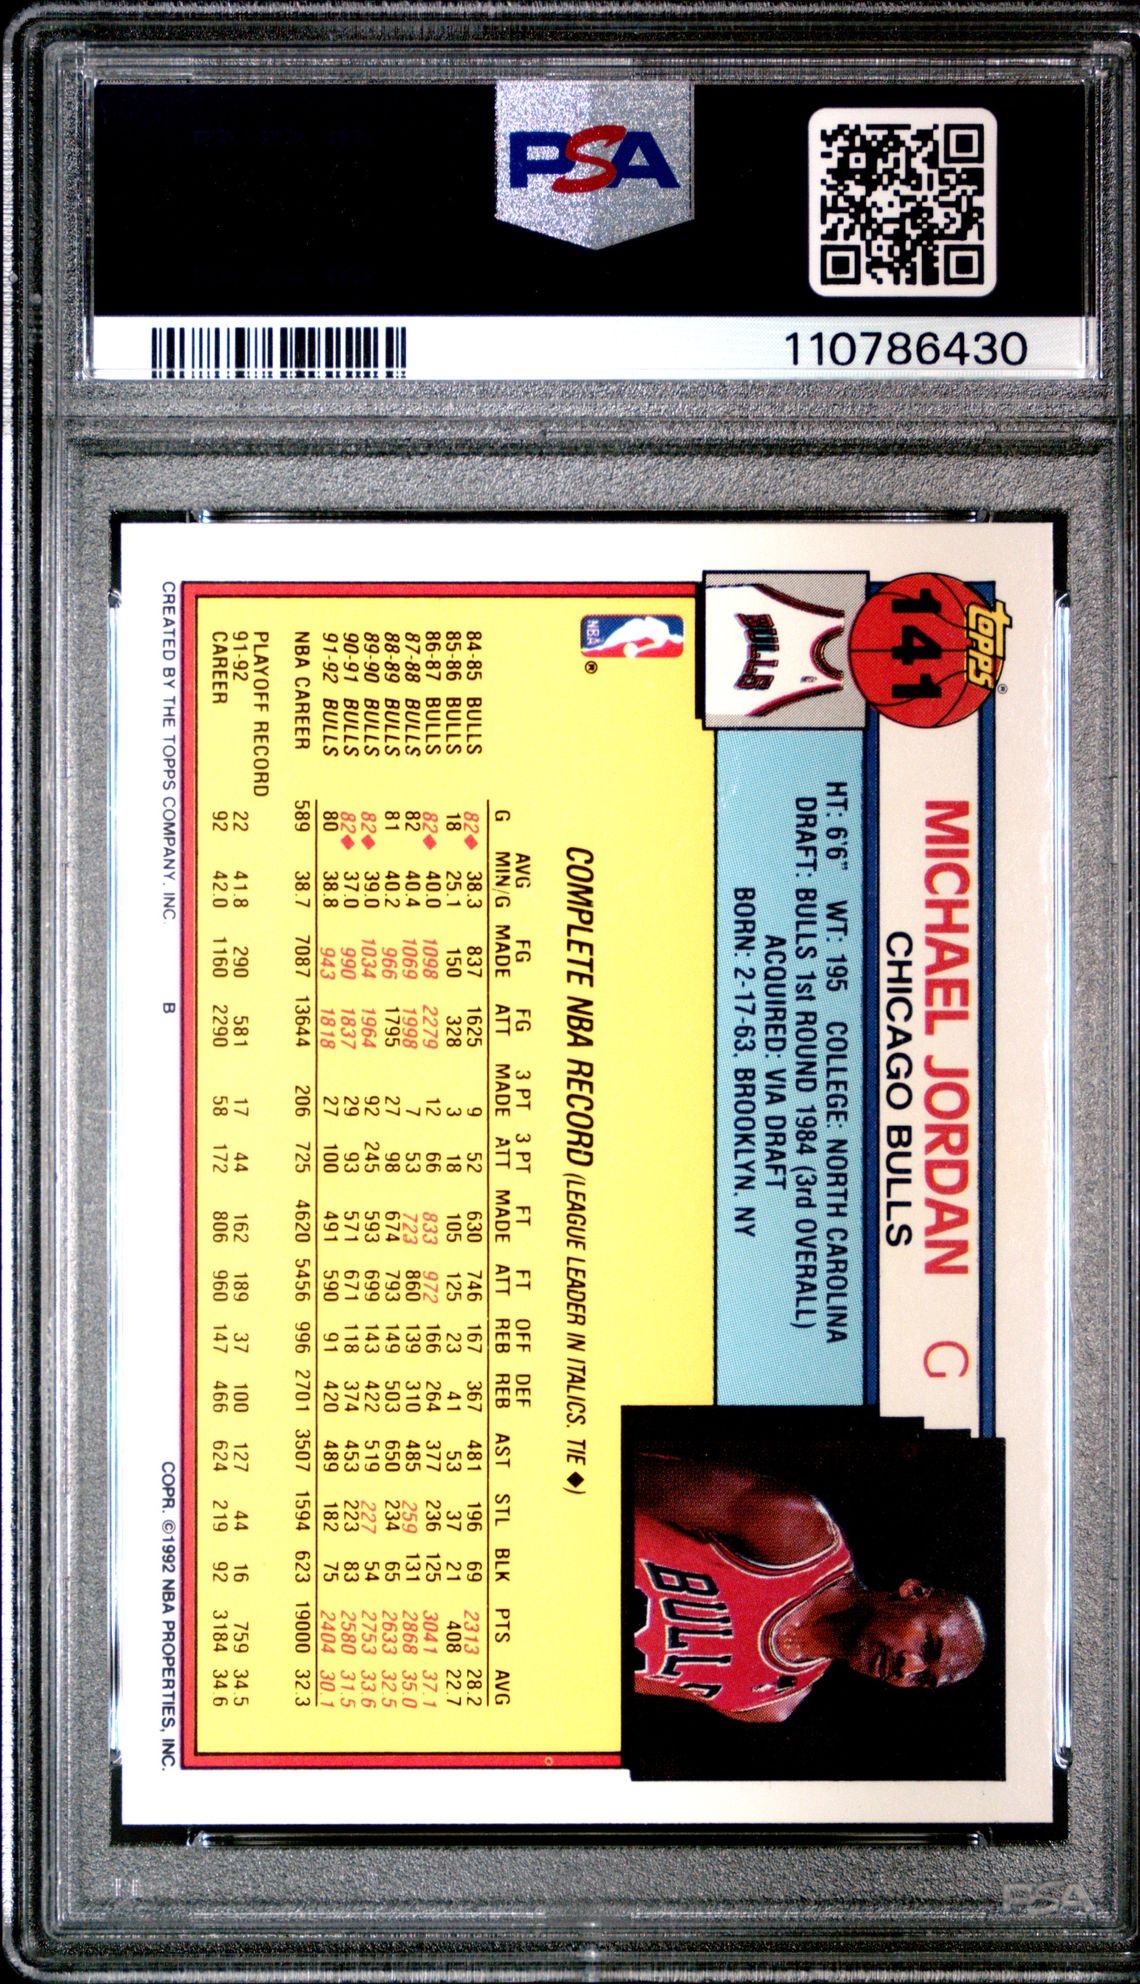 PSA
110786430
topps®
141
MICHAEL JORDAN G
CHICAGO BULLS
BULLS
HT: 6'6" WT: 195 COLLEGE: NORTH CAROLINA
DRAFT: BULLS 1st ROUND 1984 (3rd OVERALL)
ACQUIRED: VIA DRAFT
BORN: 2-17-63, BROOKLYN, NY
BULLS
NBA ®
COMPLETE NBA RECORD (LEAGUE LEADER IN ITALICS. TIE ◆)
G AVG MIN/G FG MADE FG ATT 3 PT MADE 3 PT ATT FT MADE FT ATT OFF REB DEF REB AST STL BLK PTS AVG
84-85 BULLS 82◆ 38.3 837 1625 9 52 630 746 167 367 481 196 69 2313 28.2
85-86 BULLS 18 25.1 150 328 3 18 105 125 23 41 53 37 21 408 22.7
86-87 BULLS 82◆ 40.0 1098 2279 12 66 833 972 166 264 377 236 125 3041 37.1
87-88 BULLS 82 40.4 1069 1998 7 53 723 860 139 310 485 259 131 2868 35.0
88-89 BULLS 81 40.2 966 1795 27 98 674 793 149 503 650 234 65 2633 32.5
89-90 BULLS 82◆ 39.0 1034 1964 92 245 593 699 143 422 519 227 54 2753 33.6
90-91 BULLS 82◆ 37.0 990 1837 29 93 571 671 118 374 453 223 83 2580 31.5
91-92 BULLS 80 38.8 943 1818 27 100 491 590 91 420 489 182 75 2404 30.1
NBA CAREER 589 38.7 7087 13644 206 725 4620 5456 996 2701 3507 1594 623 19000 32.3
PLAYOFF RECORD
91-92 22 41.8 290 581 17 44 162 189 37 100 127 44 16 759 34.5
CAREER 92 42.0 1160 2290 58 172 806 960 147 466 624 219 92 3184 34.6
CREATED BY THE TOPPS COMPANY, INC. B COPR. ©1992 NBA PROPERTIES, INC.
PSA